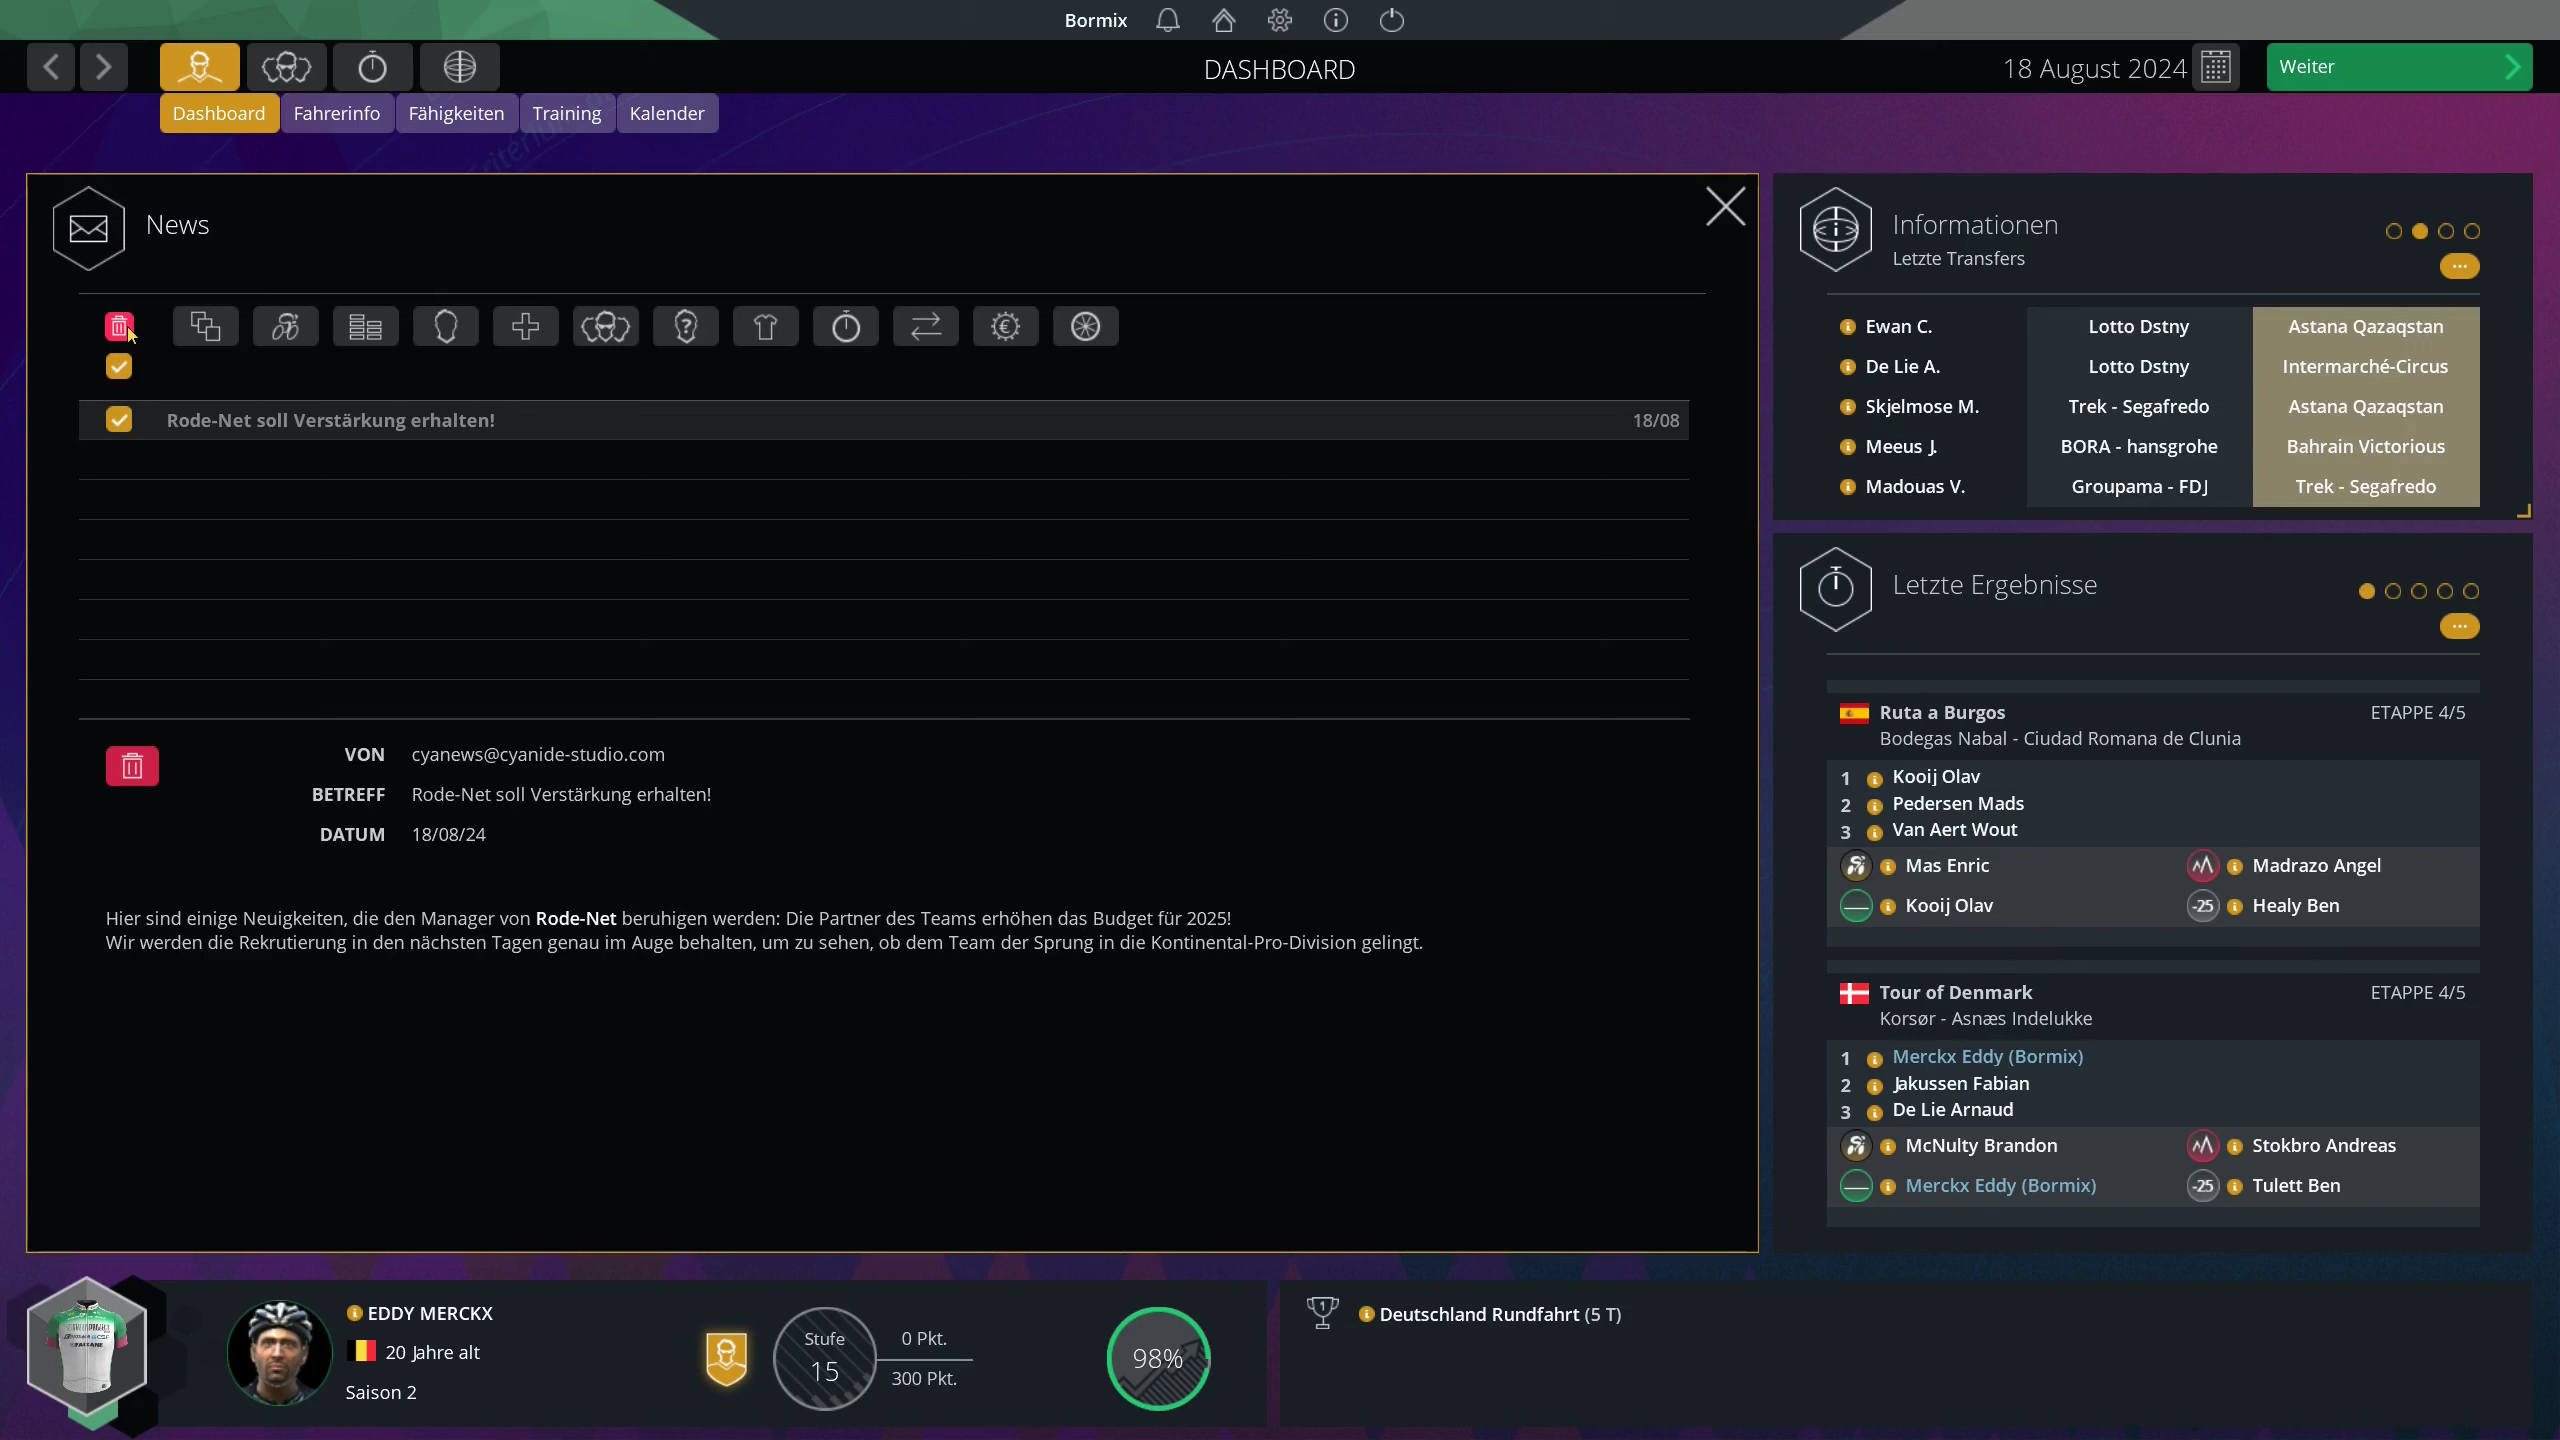 Bormix
DASHBOARD
18 August 2024
Weiter
Dashboard
Fahrerinfo
Fähigkeiten
Training
Kalender
News
Rode-Net soll Verstärkung erhalten!
18/08
VON cyanews@cyanide-studio.com
BETREFF Rode-Net soll Verstärkung erhalten!
DATUM 18/08/24
Hier sind einige Neuigkeiten, die den Manager von Rode-Net beruhigen werden: Die Partner des Teams erhöhen das Budget für 2025!
Wir werden die Rekrutierung in den nächsten Tagen genau im Auge behalten, um zu sehen, ob dem Team der Sprung in die Kontinental-Pro-Division gelingt.
Informationen
Letzte Transfers
Ewan C. Lotto Dstny Astana Qazaqstan
De Lie A. Lotto Dstny Intermarché-Circus
Skjelmose M. Trek - Segafredo Astana Qazaqstan
Meeus J. BORA - hansgrohe Bahrain Victorious
Madouas V. Groupama - FDJ Trek - Segafredo
Letzte Ergebnisse
Ruta a Burgos ETAPPE 4/5
Bodegas Nabal - Ciudad Romana de Clunia
1 Kooij Olav
2 Pedersen Mads
3 Van Aert Wout
Mas Enric Madrazo Angel
Kooij Olav -25 Healy Ben
Tour of Denmark ETAPPE 4/5
Korsør - Asnæs Indelukke
1 Merckx Eddy (Bormix)
2 Jakussen Fabian
3 De Lie Arnaud
McNulty Brandon Stokbro Andreas
Merckx Eddy (Bormix) -25 Tulett Ben
EDDY MERCKX
20 Jahre alt
Saison 2
Stufe
15
0 Pkt.
300 Pkt.
98%
Deutschland Rundfahrt (5 T)